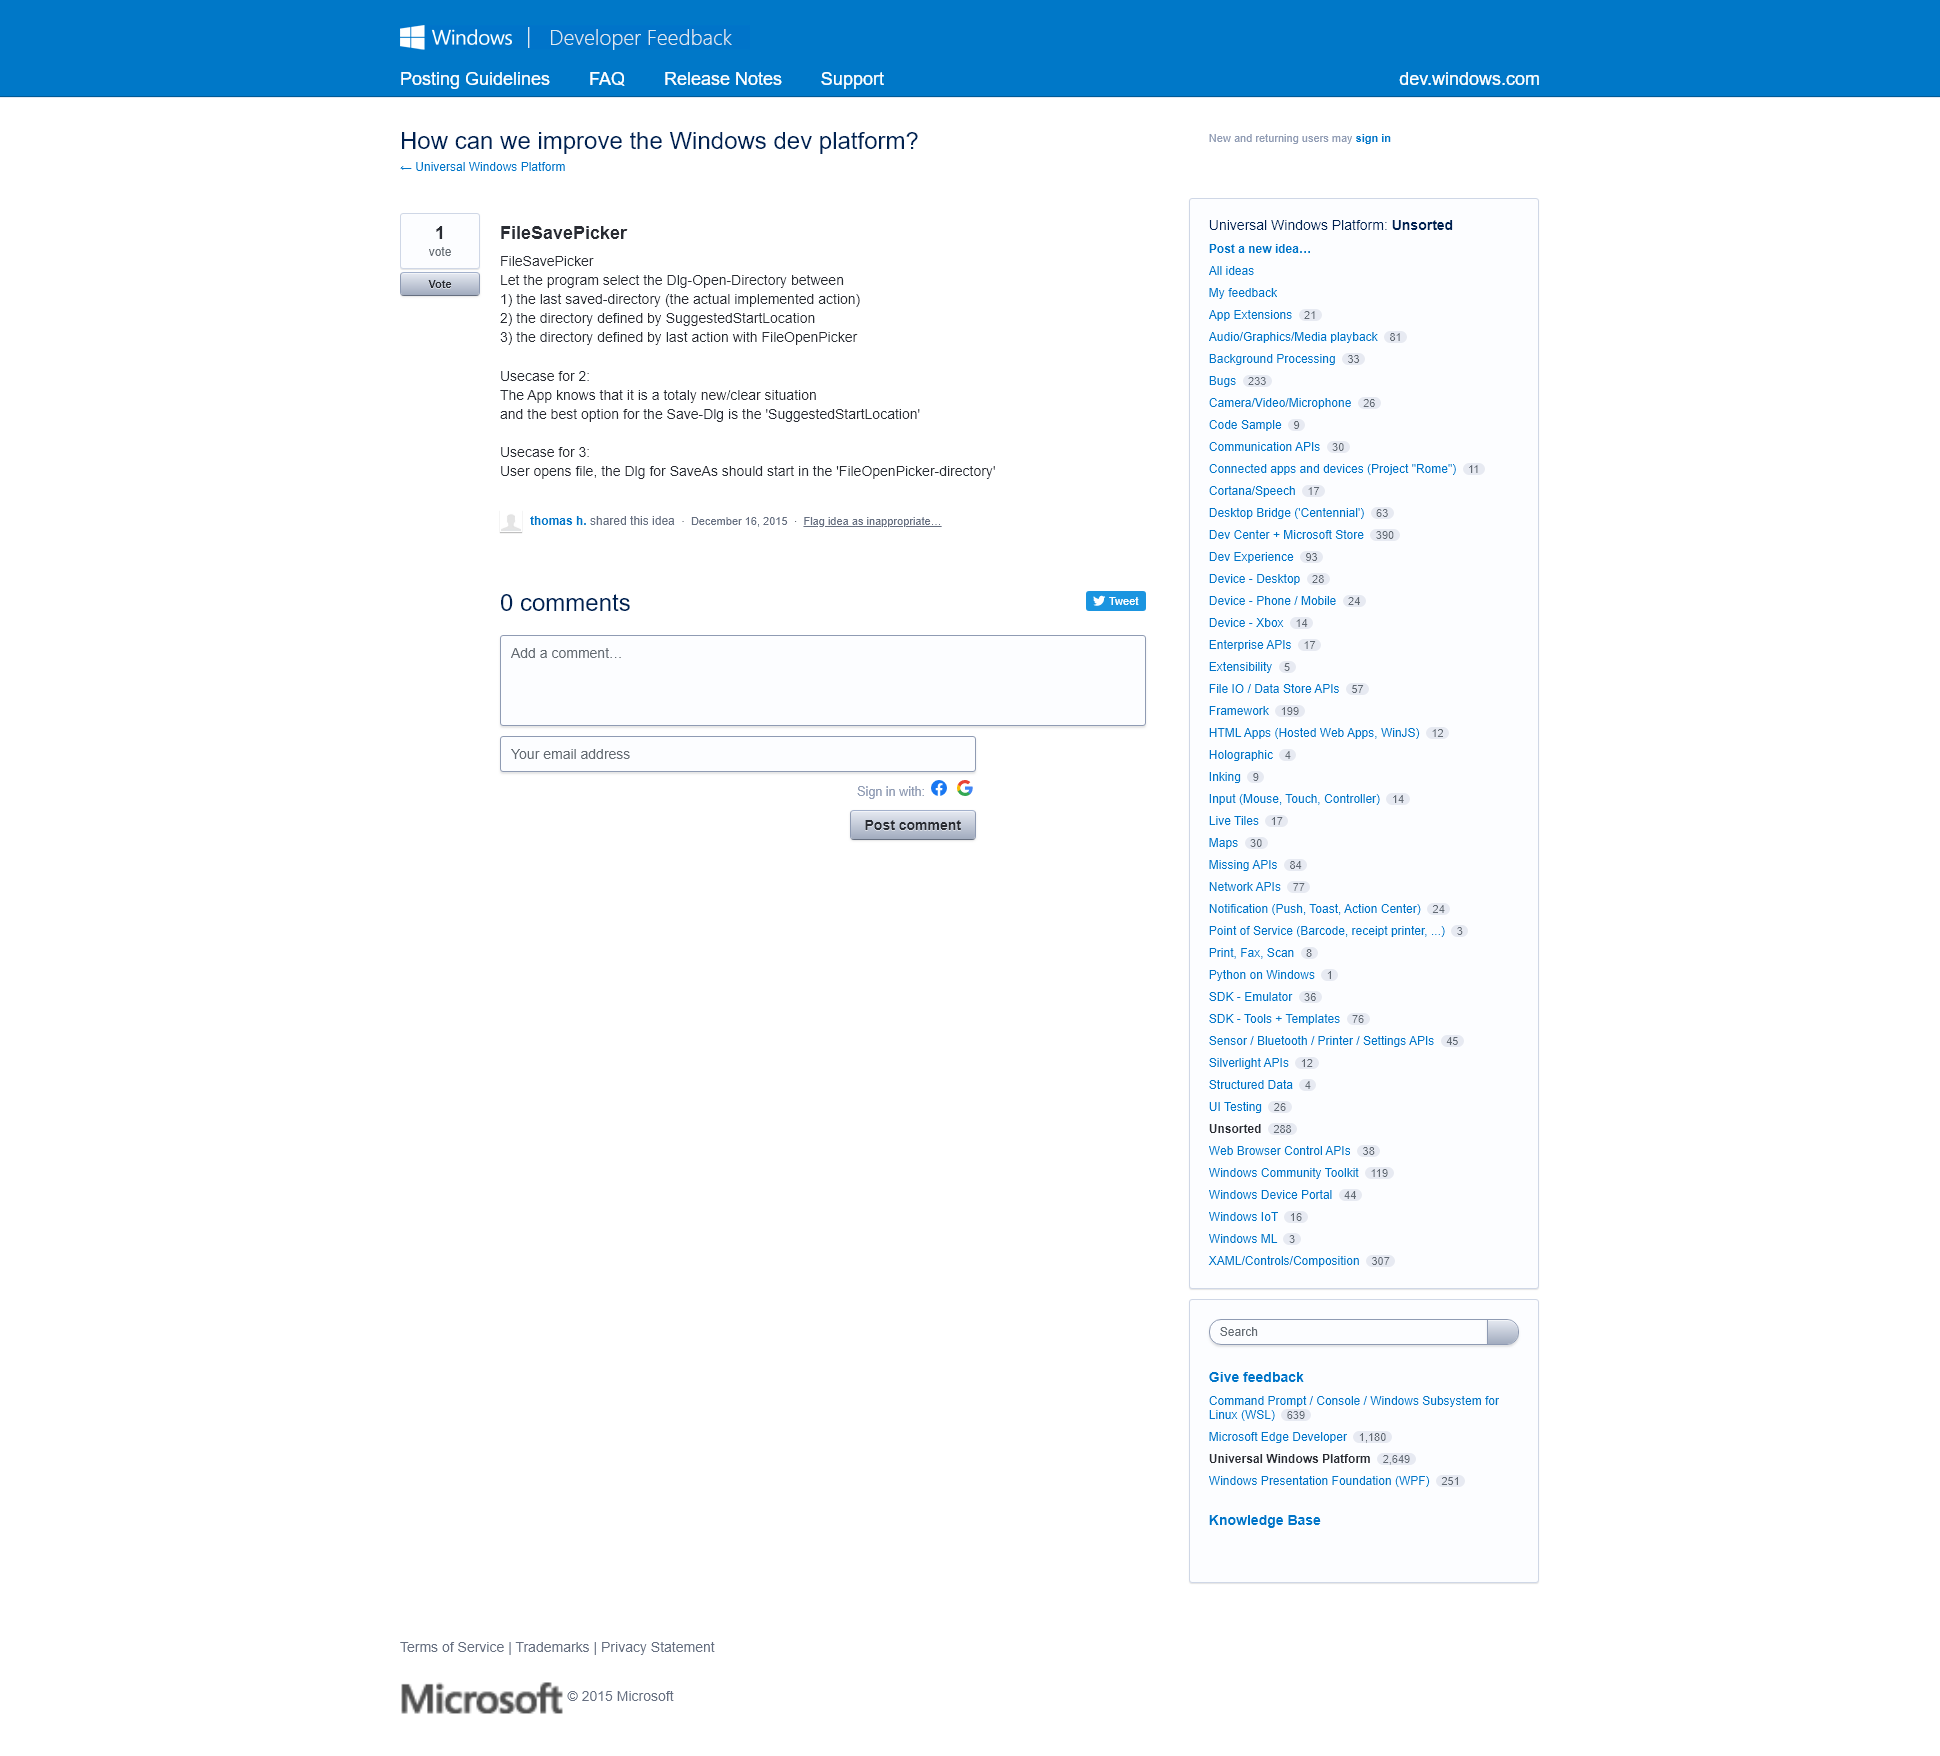 Windows | Developer Feedback
Posting Guidelines FAQ Release Notes Support dev.windows.com
How can we improve the Windows dev platform?
← Universal Windows Platform
New and returning users may sign in
1
vote
Vote
FileSavePicker
FileSavePicker
Let the program select the Dlg-Open-Directory between
1) the last saved-directory (the actual implemented action)
2) the directory defined by SuggestedStartLocation
3) the directory defined by last action with FileOpenPicker
Usecase for 2:
The App knows that it is a totaly new/clear situation
and the best option for the Save-Dlg is the 'SuggestedStartLocation'
Usecase for 3:
User opens file, the Dlg for SaveAs should start in the 'FileOpenPicker-directory'
thomas h. shared this idea · December 16, 2015 · Flag idea as inappropriate…
0 comments
Tweet
Add a comment…
Your email address
Sign in with:
Post comment
Universal Windows Platform: Unsorted
Post a new idea…
All ideas
My feedback
App Extensions 21
Audio/Graphics/Media playback 81
Background Processing 33
Bugs 233
Camera/Video/Microphone 26
Code Sample 9
Communication APIs 30
Connected apps and devices (Project "Rome") 11
Cortana/Speech 17
Desktop Bridge ('Centennial') 63
Dev Center + Microsoft Store 390
Dev Experience 93
Device - Desktop 28
Device - Phone / Mobile 24
Device - Xbox 14
Enterprise APIs 17
Extensibility 5
File IO / Data Store APIs 57
Framework 199
HTML Apps (Hosted Web Apps, WinJS) 12
Holographic 4
Inking 9
Input (Mouse, Touch, Controller) 14
Live Tiles 17
Maps 30
Missing APIs 84
Network APIs 77
Notification (Push, Toast, Action Center) 24
Point of Service (Barcode, receipt printer, ...) 3
Print, Fax, Scan 8
Python on Windows 1
SDK - Emulator 36
SDK - Tools + Templates 76
Sensor / Bluetooth / Printer / Settings APIs 45
Silverlight APIs 12
Structured Data 4
UI Testing 26
Unsorted 288
Web Browser Control APIs 38
Windows Community Toolkit 119
Windows Device Portal 44
Windows IoT 16
Windows ML 3
XAML/Controls/Composition 307
Search
Give feedback
Command Prompt / Console / Windows Subsystem for
Linux (WSL) 639
Microsoft Edge Developer 1,180
Universal Windows Platform 2,649
Windows Presentation Foundation (WPF) 251
Knowledge Base
Terms of Service | Trademarks | Privacy Statement
Microsoft © 2015 Microsoft